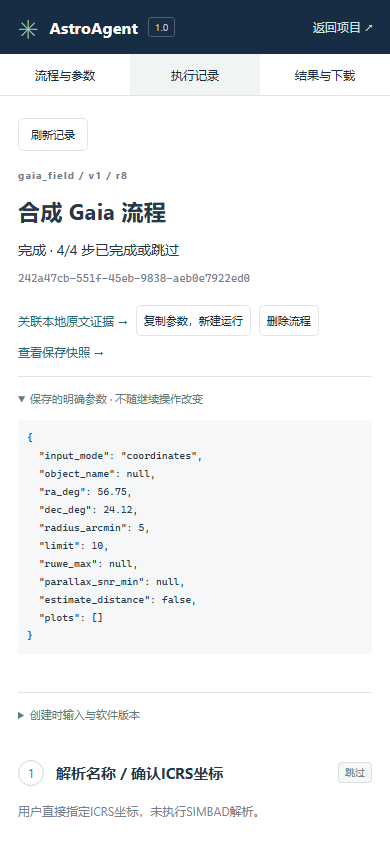 AstroAgent 1.0 返回项目 ↗
流程与参数 执行记录 结果与下载
刷新记录
gaia_field / v1 / r8
合成 Gaia 流程
完成 · 4/4 步已完成或跳过
242a47cb-551f-45eb-9838-aeb0e7922ed0
关联本地原文证据 → 复制参数，新建运行 删除流程
查看保存快照 →
▼ 保存的明确参数 · 不随继续操作改变
{
  "input_mode": "coordinates",
  "object_name": null,
  "ra_deg": 56.75,
  "dec_deg": 24.12,
  "radius_arcmin": 5,
  "limit": 10,
  "ruwe_max": null,
  "parallax_snr_min": null,
  "estimate_distance": false,
  "plots": []
}
▶ 创建时输入与软件版本
1 解析名称 / 确认ICRS坐标 跳过
用户直接指定ICRS坐标，未执行SIMBAD解析。